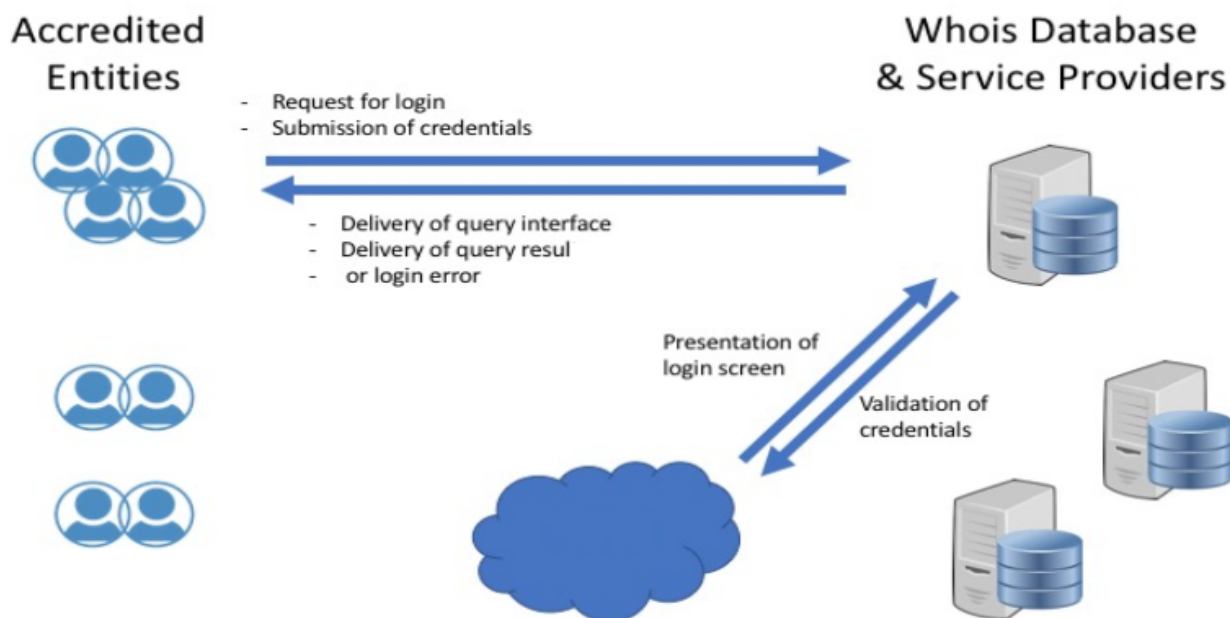 Accredited
Entities
Whois Database
& Service Providers
- Request for login
- Submission of credentials
- Delivery of query interface
- Delivery of query resul
- or login error
Presentation of
login screen
Validation of
credentials